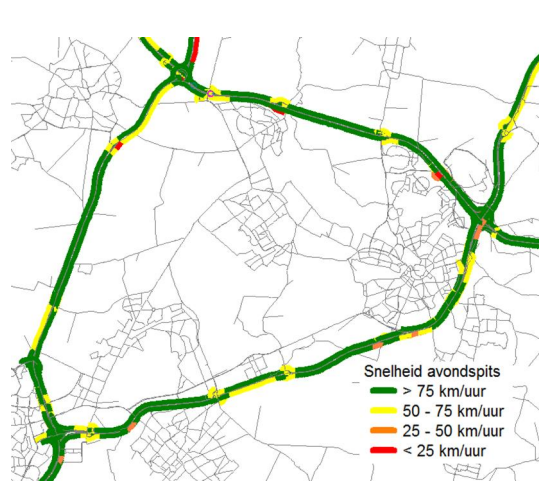 Snelheid avondspits
> 75 km/uur
50 - 75 km/uur
25 - 50 km/uur
< 25 km/uur